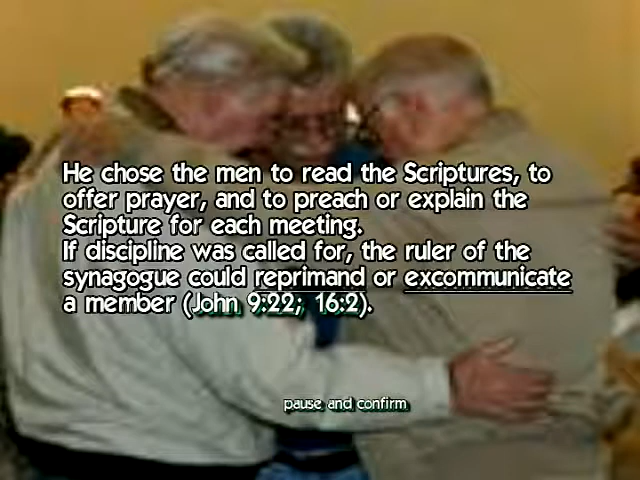 He chose the men to read the Scriptures, to
offer prayer, and to preach or explain the
Scripture for each meeting.
If discipline was called for, the ruler of the
synagogue could reprimand or excommunicate
a member (John 9:22; 16:2).
pause and confirm